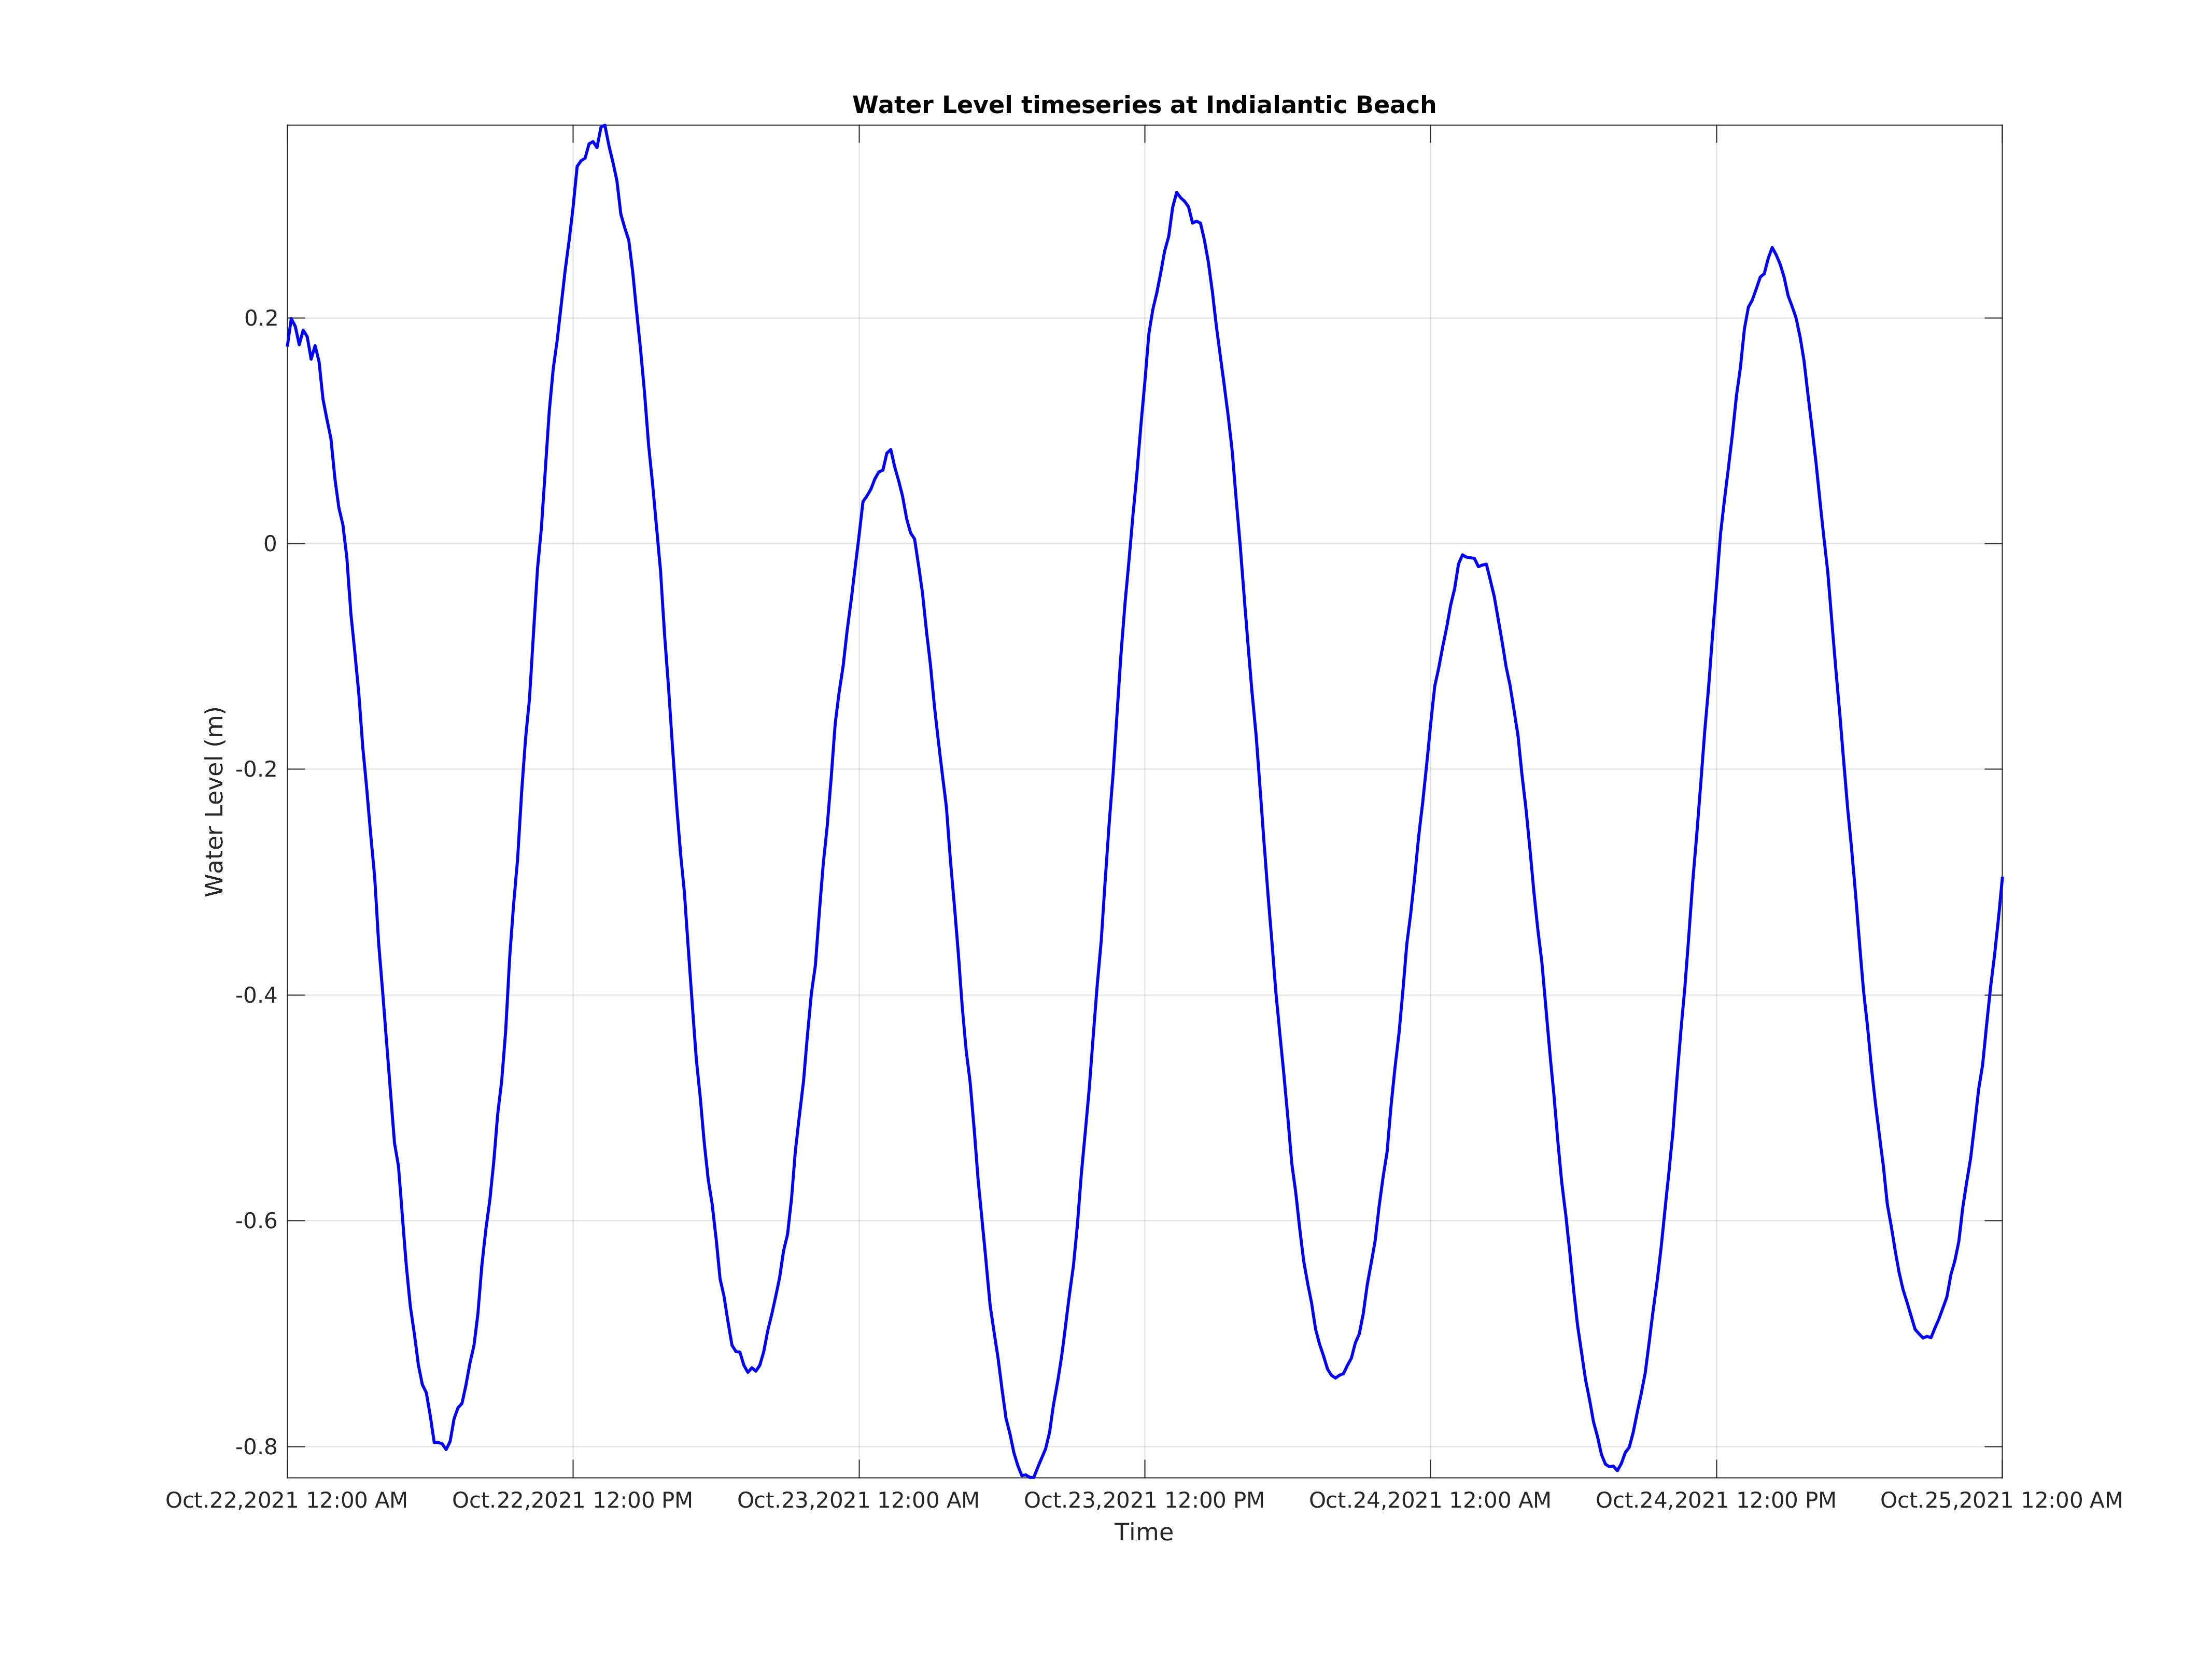 Water Level timeseries at Indialantic Beach
0.2
0
-0.2
-0.4
-0.6
-0.8
Water Level (m)
Oct.22,2021 12:00 AM
Oct.22,2021 12:00 PM
Oct.23,2021 12:00 AM
Oct.23,2021 12:00 PM
Oct.24,2021 12:00 AM
Oct.24,2021 12:00 PM
Oct.25,2021 12:00 AM
Time